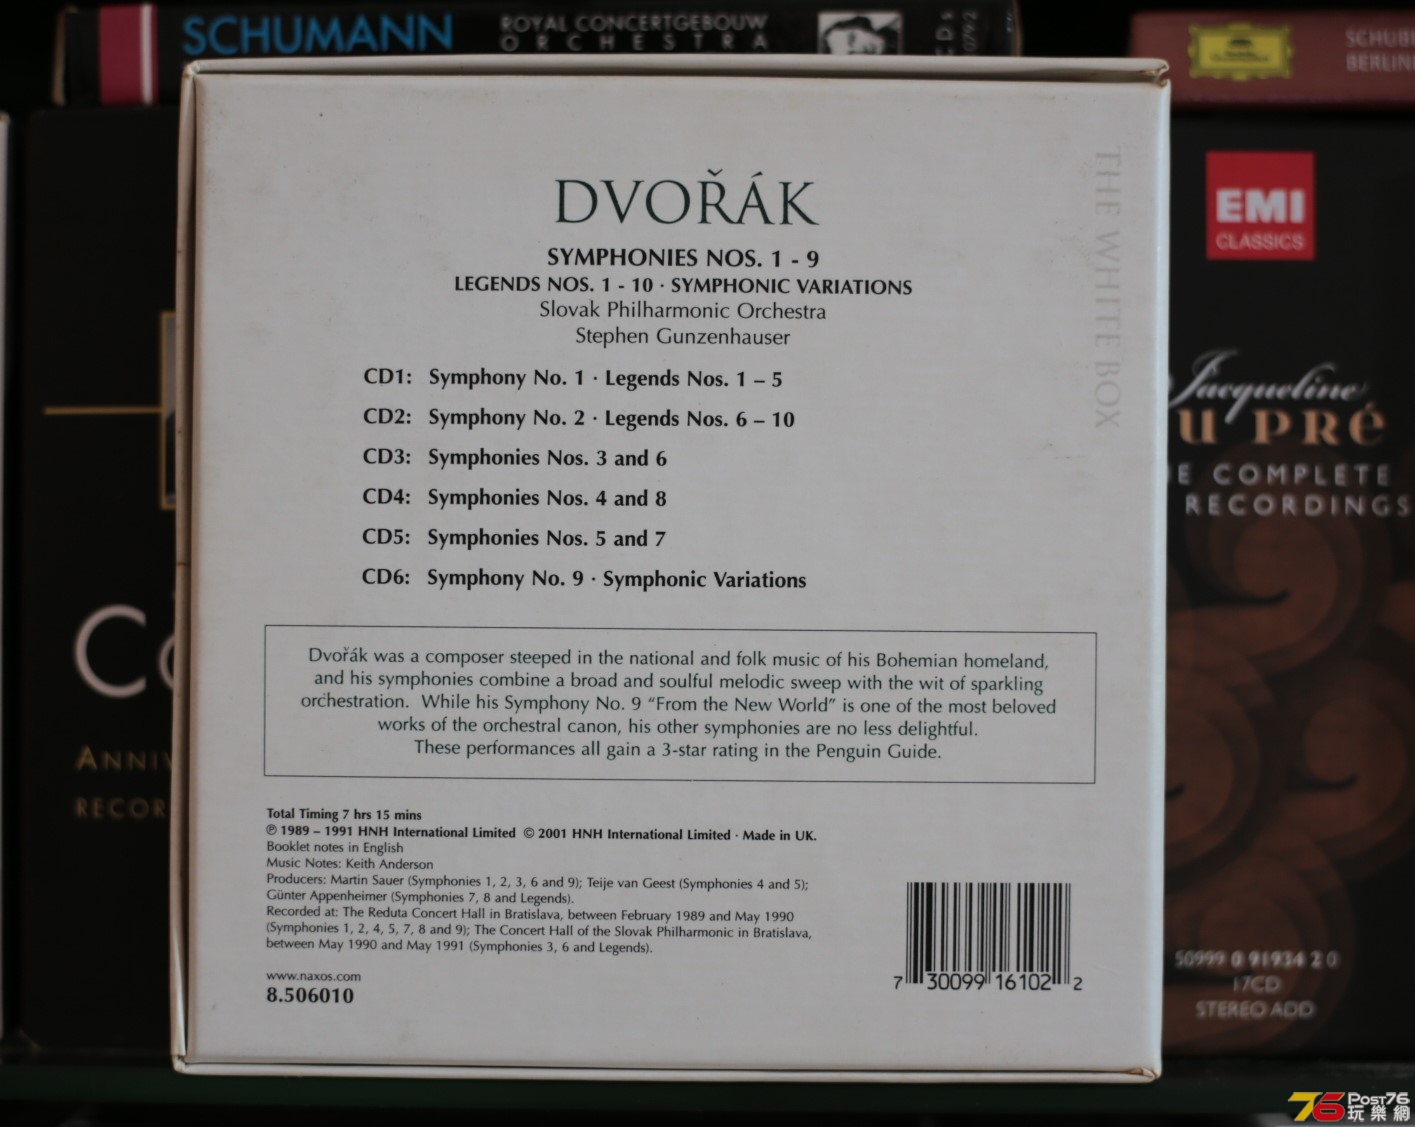 SCHUMANN
ROYAL CONCERTGEBOUW
ORCHESTRA
SCHUBE
BERLIN
THE WHITE BOX
DVOŘÁK
SYMPHONIES NOS. 1 - 9
LEGENDS NOS. 1 - 10 · SYMPHONIC VARIATIONS
Slovak Philharmonic Orchestra
Stephen Gunzenhauser
CD1: Symphony No. 1 · Legends Nos. 1 – 5
CD2: Symphony No. 2 · Legends Nos. 6 – 10
CD3: Symphonies Nos. 3 and 6
CD4: Symphonies Nos. 4 and 8
CD5: Symphonies Nos. 5 and 7
CD6: Symphony No. 9 · Symphonic Variations
Dvořák was a composer steeped in the national and folk music of his Bohemian homeland,
and his symphonies combine a broad and soulful melodic sweep with the wit of sparkling
orchestration. While his Symphony No. 9 “From the New World” is one of the most beloved
works of the orchestral canon, his other symphonies are no less delightful.
These performances all gain a 3-star rating in the Penguin Guide.
Total Timing 7 hrs 15 mins
℗ 1989 – 1991 HNH International Limited © 2001 HNH International Limited · Made in UK.
Booklet notes in English
Music Notes: Keith Anderson
Producers: Martin Sauer (Symphonies 1, 2, 3, 6 and 9); Teije van Geest (Symphonies 4 and 5);
Günter Appenheimer (Symphonies 7, 8 and Legends).
Recorded at: The Reduta Concert Hall in Bratislava, between February 1989 and May 1990
(Symphonies 1, 2, 4, 5, 7, 8 and 9); The Concert Hall of the Slovak Philharmonic in Bratislava,
between May 1990 and May 1991 (Symphonies 3, 6 and Legends).
www.naxos.com
8.506010
7 30099 16102 2
EMI
CLASSICS
Jacqueline
U PRÉ
E COMPLETE
RECORDINGS
50999 0 91934 2 0
17CD
STEREO ADD
ANNIV
RECOR
76 Post76
玩樂網